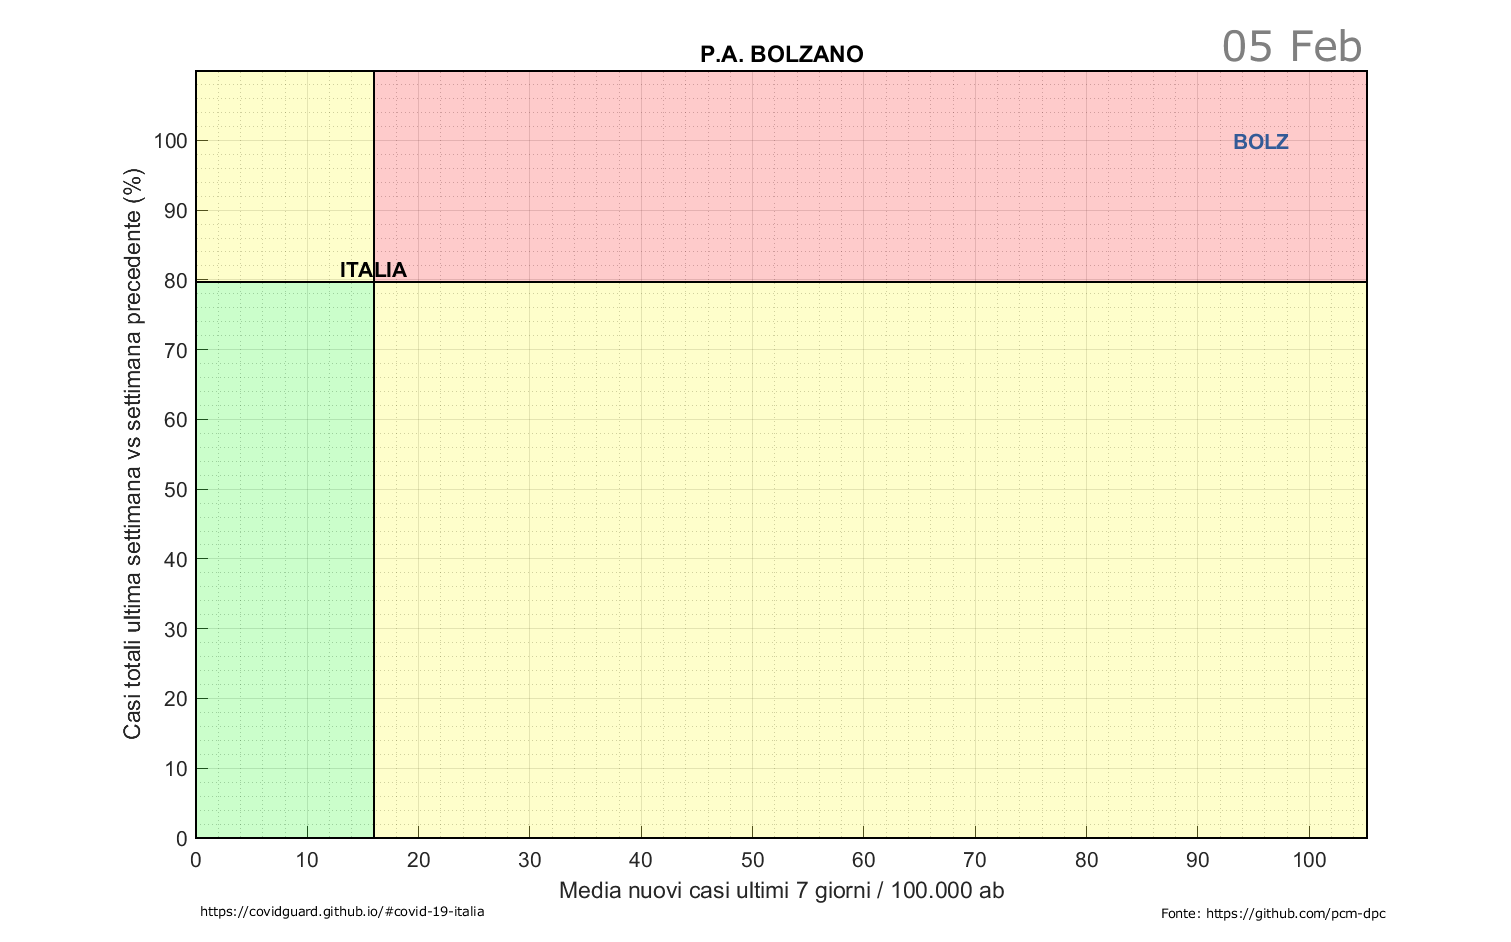 05 Feb
P.A. BOLZANO
Casi totali ultima settimana vs settimana precedente (%)
100
90
80
70
60
50
40
30
20
10
0
BOLZ
ITALIA
0 10 20 30 40 50 60 70 80 90 100
Media nuovi casi ultimi 7 giorni / 100.000 ab
https://covidguard.github.io/#covid-19-italia
Fonte: https://github.com/pcm-dpc